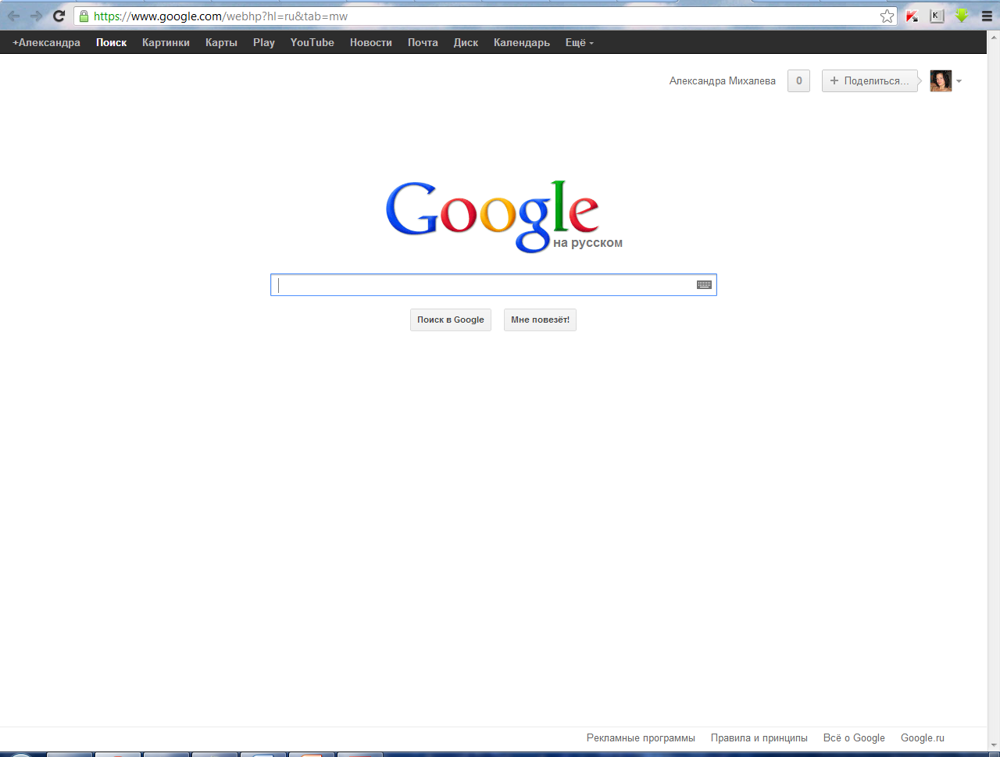 https://www.google.com/webhp?hl=ru&tab=mw
K
+Александра Поиск Картинки Карты Play YouTube Новости Почта Диск Календарь Ещё
Александра Михалева 0 + Поделиться...
Google
на русском
Поиск в Google Мне повезёт!
Рекламные программы Правила и принципы Всё о Google Google.ru